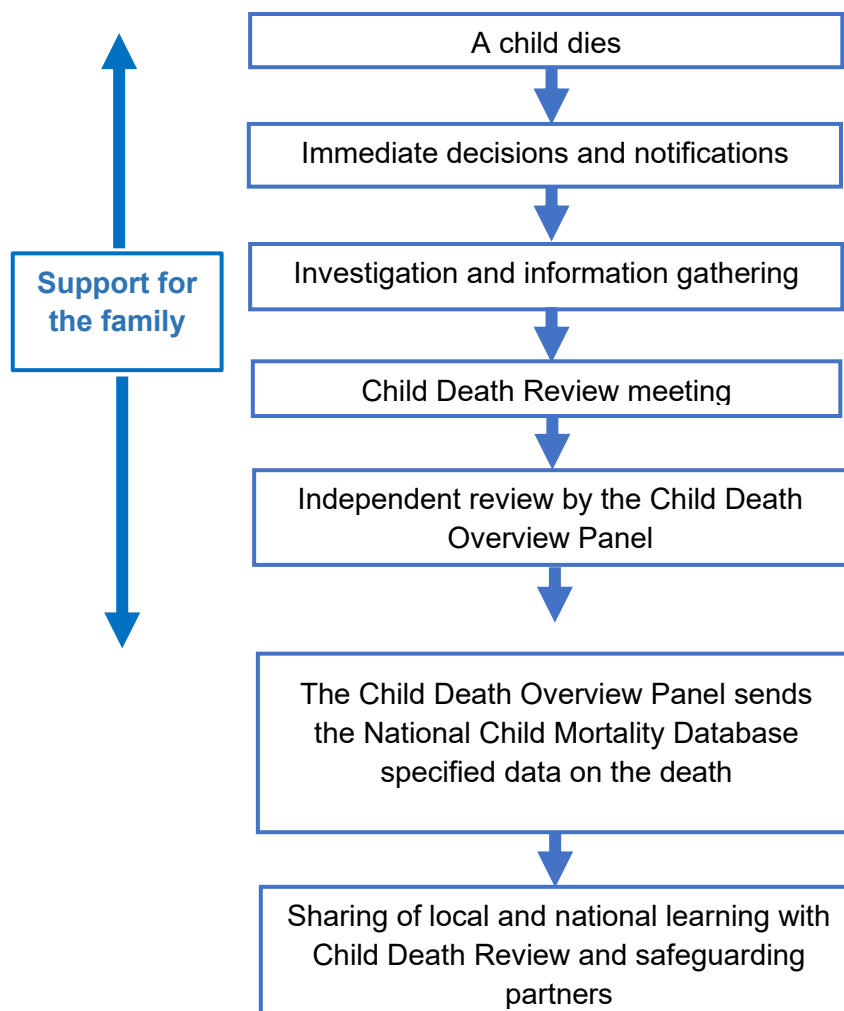 A child dies
Immediate decisions and notifications
Investigation and information gathering
Support for
the family
Child Death Review meeting
Independent review by the Child Death
Overview Panel
The Child Death Overview Panel sends
the National Child Mortality Database
specified data on the death
Sharing of local and national learning with
Child Death Review and safeguarding
partners